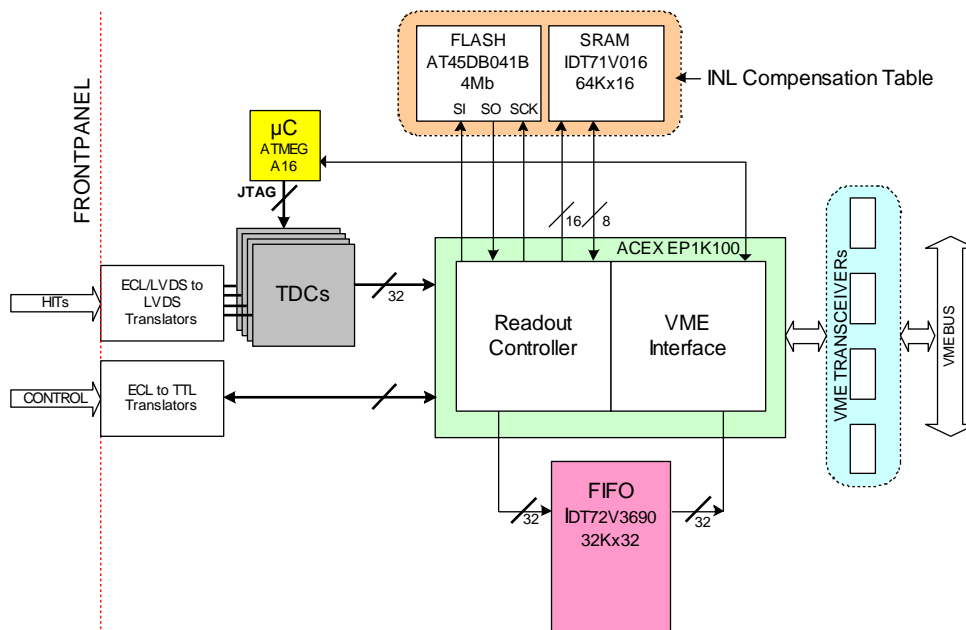 FRONTPANEL
FLASH
AT45DB041B
4Mb
SI SO SCK
SRAM
IDT71V016
64Kx16
INL Compensation Table
µC
ATMEG
A16
JTAG
16
8
ACEX EP1K100
HITs
ECL/LVDS to
LVDS
Translators
TDCs
32
Readout
Controller
VME
Interface
VME TRANSCEIVERs
VMEBUS
CONTROL
ECL to TTL
Translators
32
FIFO
IDT72V3690
32Kx32
32